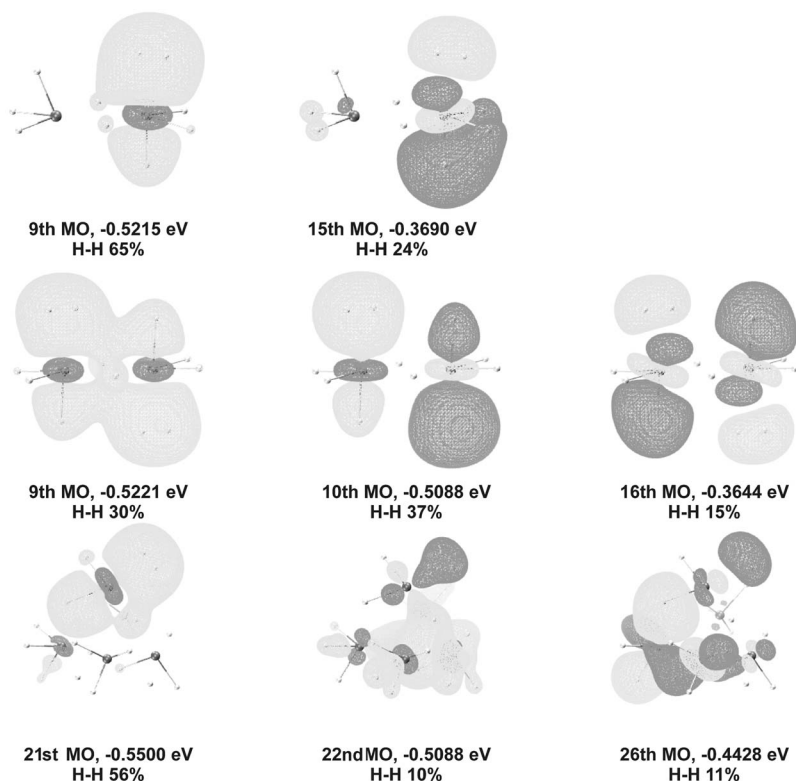 9th MO, -0.5215 eV
H-H 65%
15th MO, -0.3690 eV
H-H 24%
9th MO, -0.5221 eV
H-H 30%
10th MO, -0.5088 eV
H-H 37%
16th MO, -0.3644 eV
H-H 15%
21st MO, -0.5500 eV
H-H 56%
22ndMO, -0.5088 eV
H-H 10%
26th MO, -0.4428 eV
H-H 11%